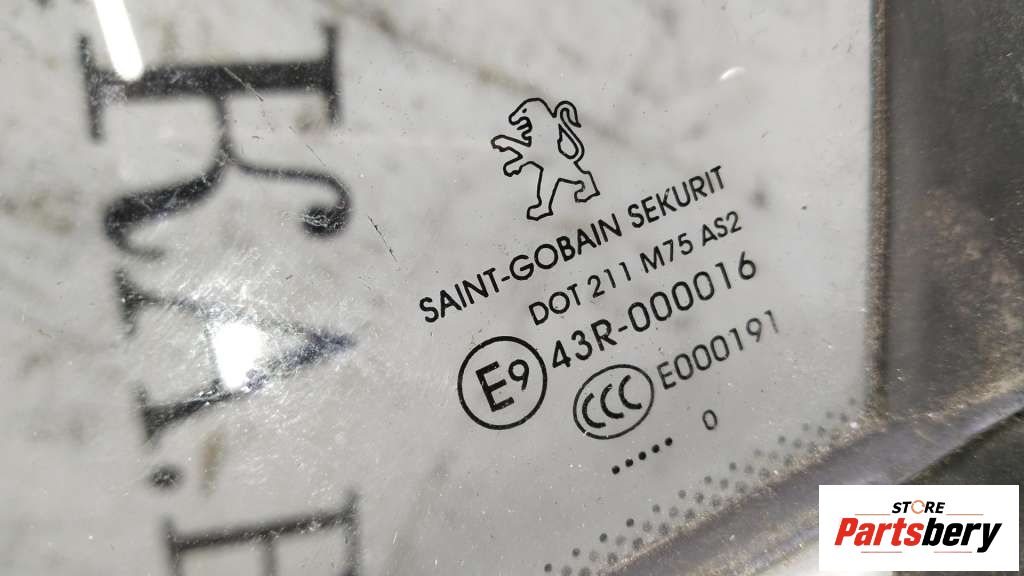 SAINT-GOBAIN SEKURIT
DOT 211 M75 AS2
E9 43R-000016
CCC E000191
..... 0
STORE
Partsbery